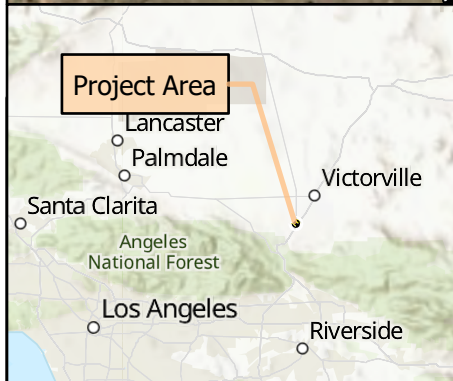 Project Area
Lancaster
Palmdale
Victorville
Santa Clarita
Angeles
National Forest
Los Angeles
Riverside